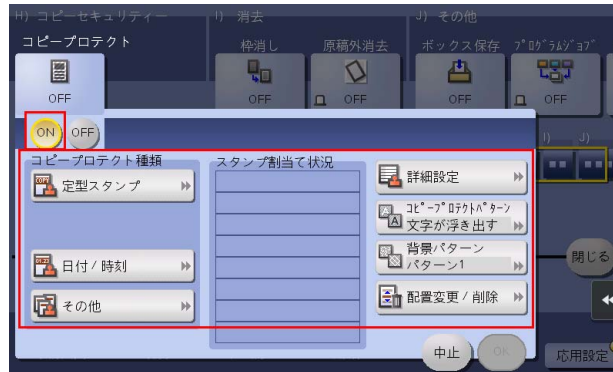 H) コピーセキュリティー
I) 消去
J) その他
コピープロテクト
枠消し
原稿外消去
ボックス保存
ﾌﾟﾛｸﾞﾗﾑｼﾞｮﾌﾞ
OFF
OFF
OFF
OFF
OFF
ON
OFF
I)
J)
コピープロテクト種類
スタンプ割当て状況
定型スタンプ
詳細設定
ｺﾋﾟｰﾌﾟﾛﾃｸﾄﾊﾟﾀｰﾝ
文字が浮き出す
背景パターン
パターン1
日付/時刻
閉じる
その他
配置変更/削除
中止
OK
応用設定